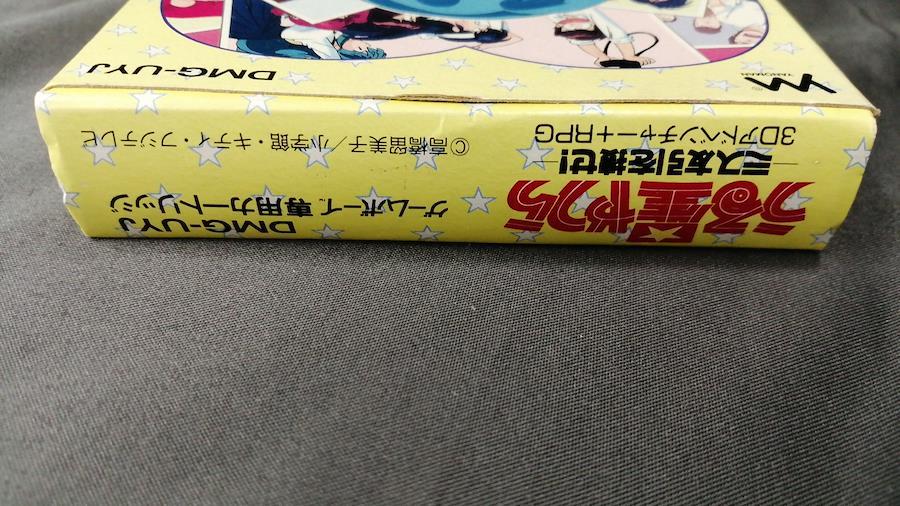 うる星やつら
ミス友引を捜せ!
3Dアドベンチャー+RPG
DMG-UYJ
ゲームボーイ専用カートリッジ
©高橋留美子/小学館・キティ・フジテレビ
YANOMAN
DMG-UYJ